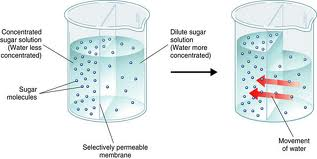 Concentrated
sugar solution
(Water less
concentrated)
Sugar
molecules
Selectively permeable
membrane
Dilute sugar
solution
(Water more
concentrated)
Movement
of water